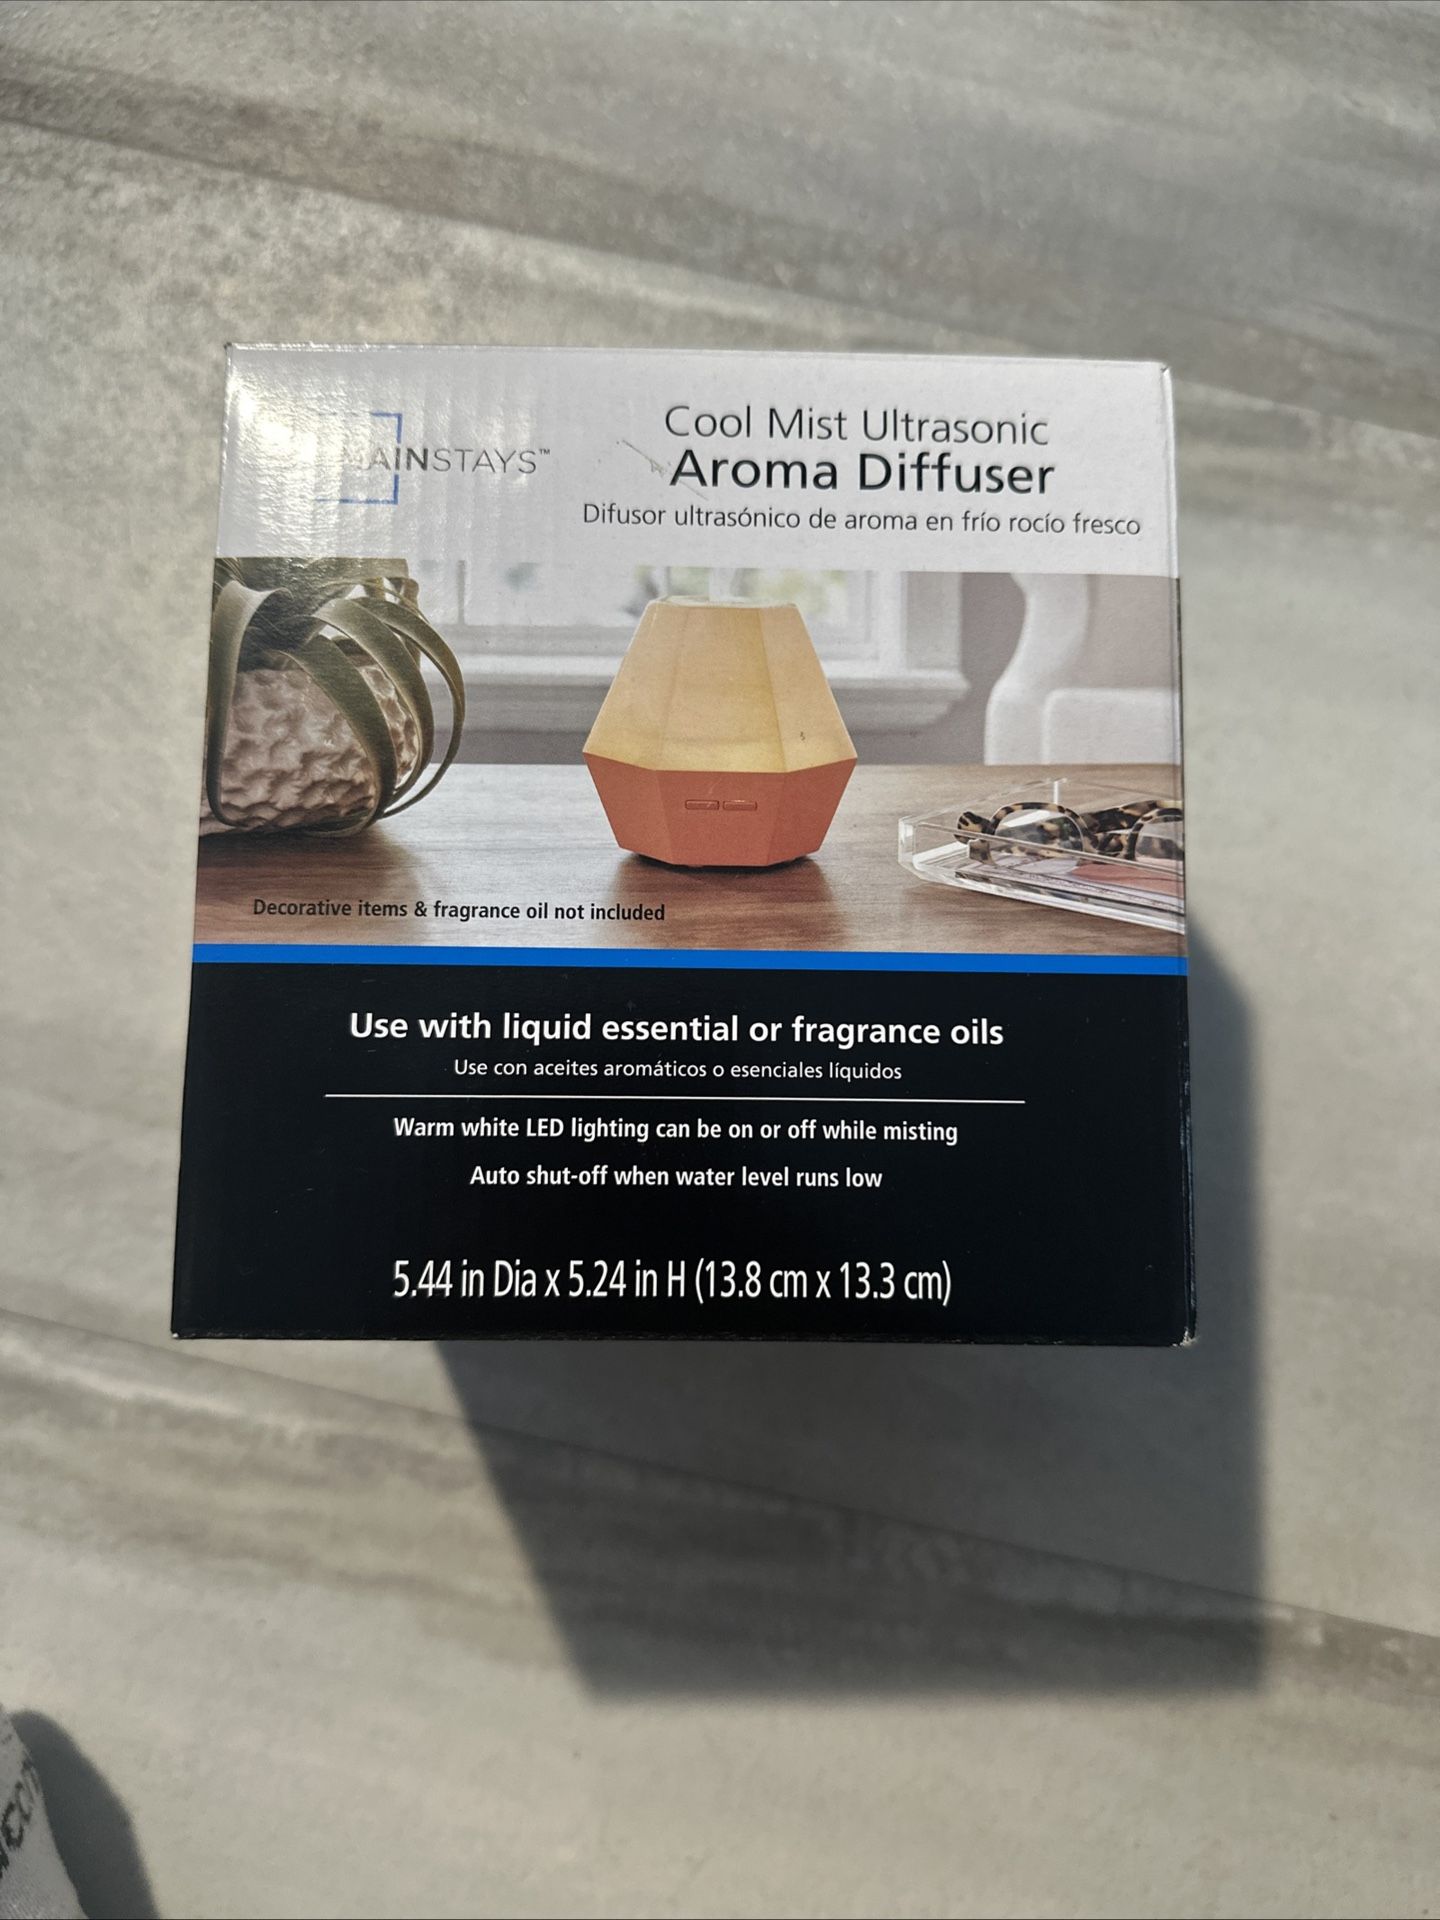 MAINSTAYS™
Cool Mist Ultrasonic
Aroma Diffuser
Difusor ultrasónico de aroma en frío rocío fresco
Decorative items & fragrance oil not included
Use with liquid essential or fragrance oils
Use con aceites aromáticos o esenciales líquidos
Warm white LED lighting can be on or off while misting
Auto shut-off when water level runs low
5.44 in Dia x 5.24 in H (13.8 cm x 13.3 cm)